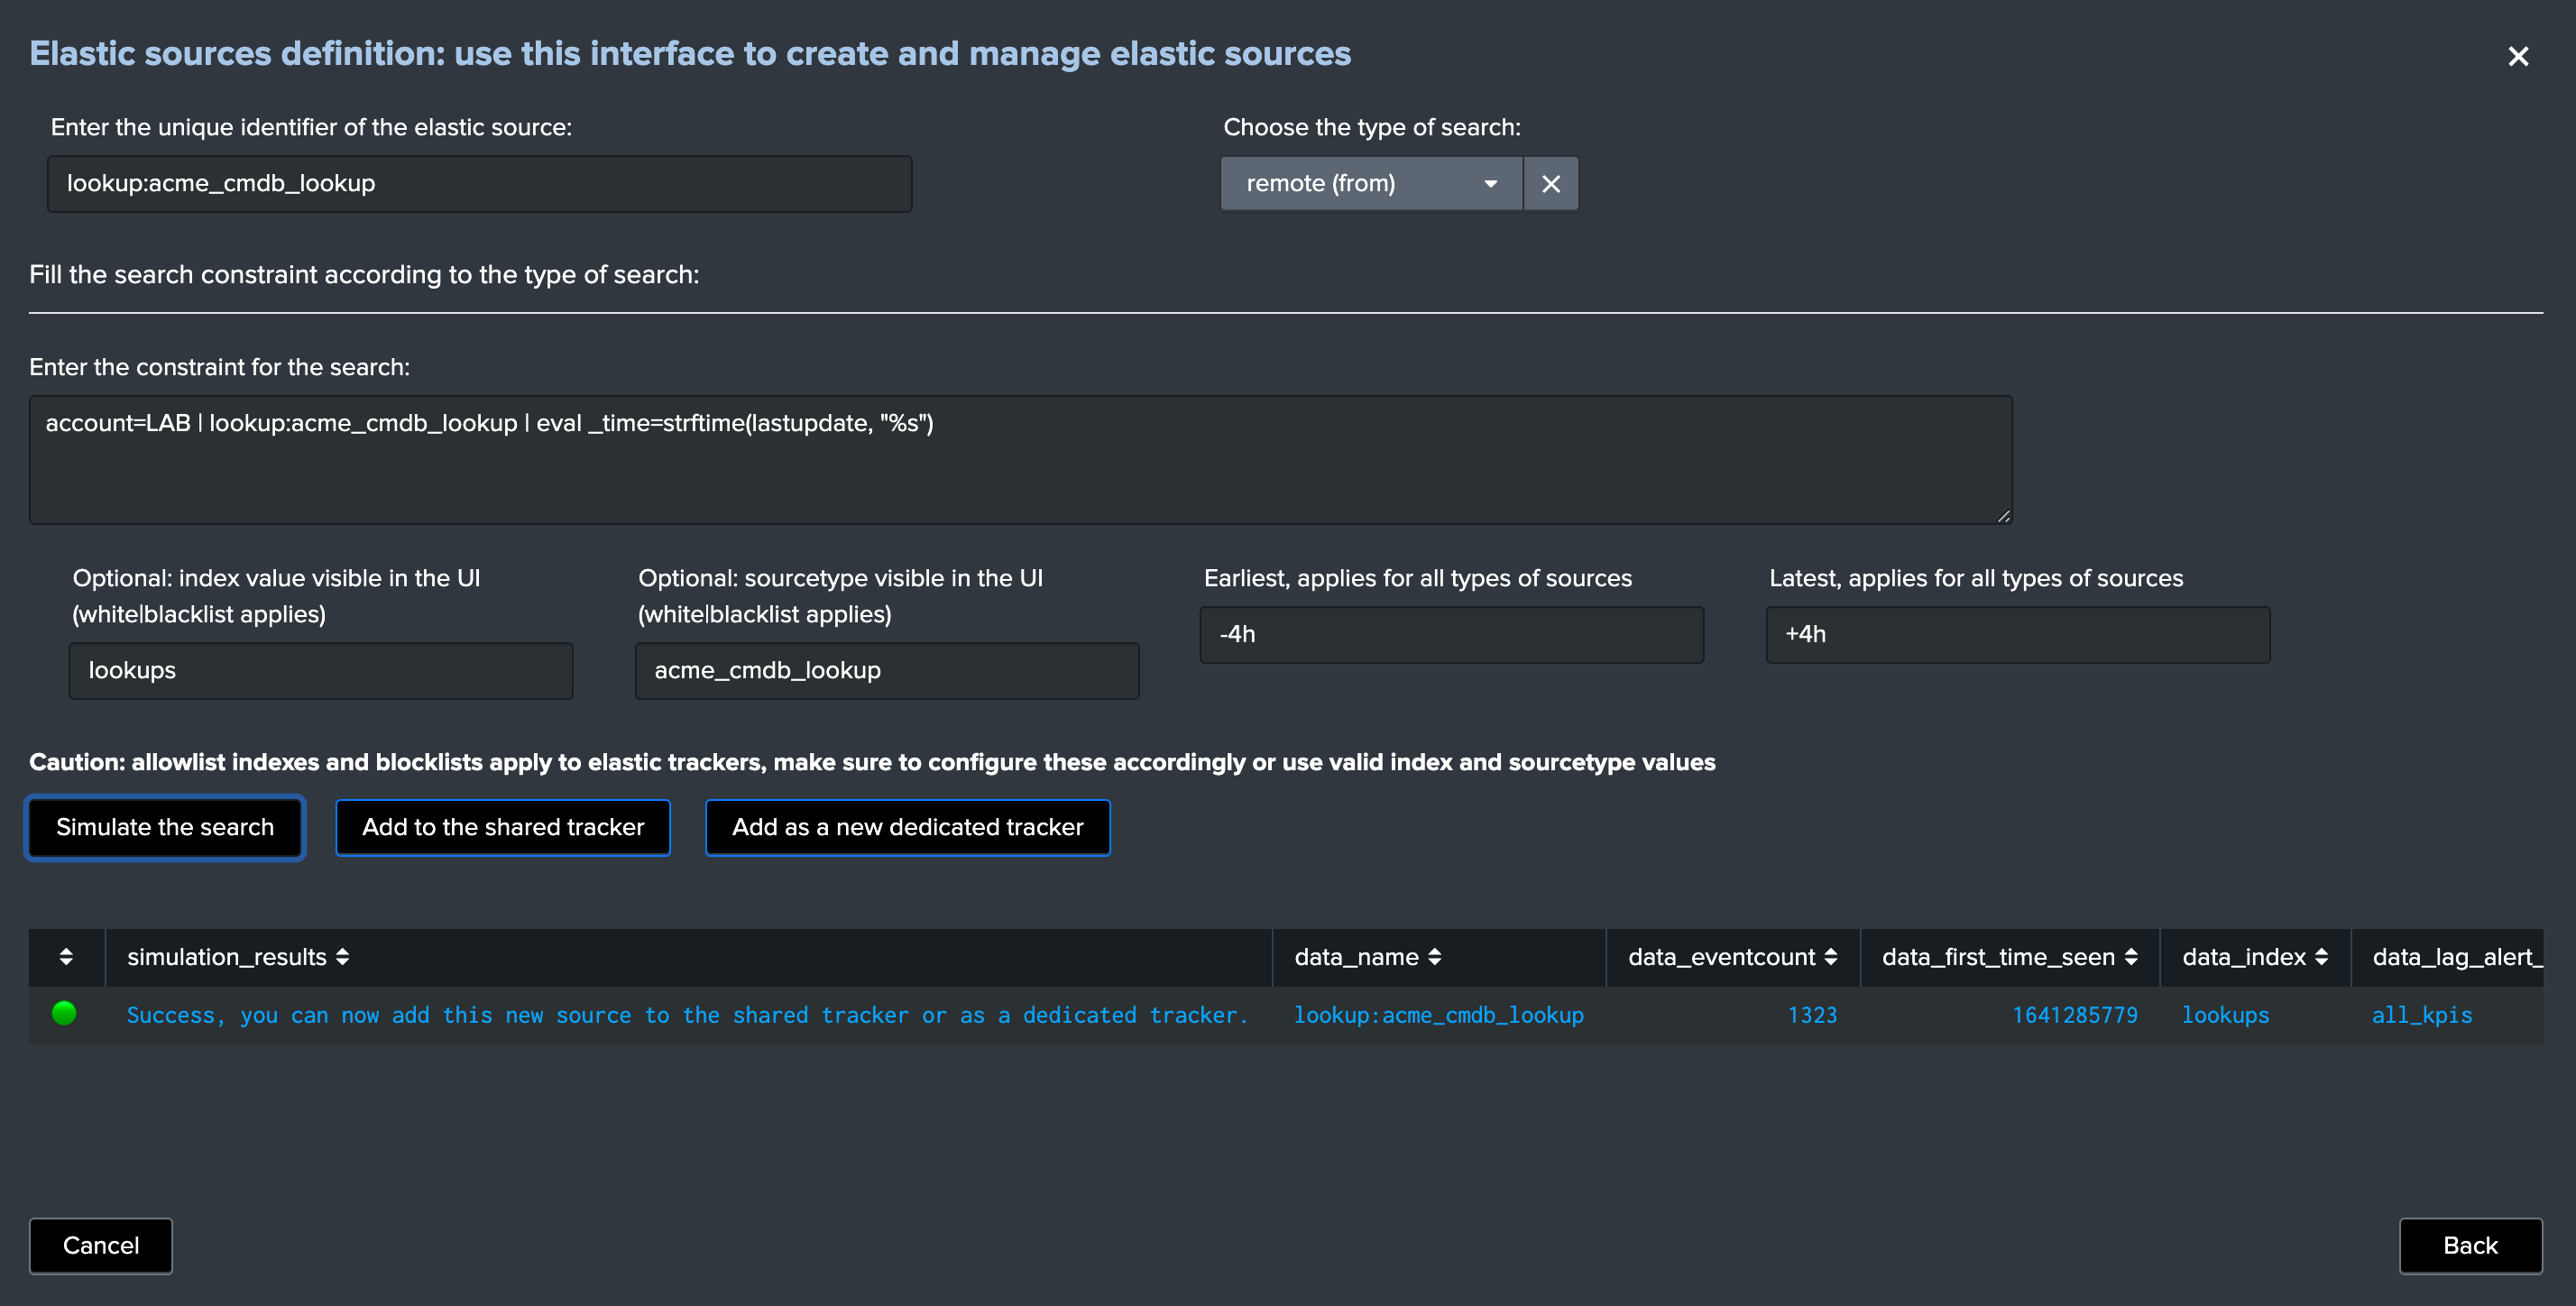 Elastic sources definition: use this interface to create and manage elastic sources
Enter the unique identifier of the elastic source:
Choose the type of search:
lookup:acme_cmdb_lookup
remote (from)
Fill the search constraint according to the type of search:
Enter the constraint for the search:
account=LAB | lookup:acme_cmdb_lookup | eval _time=strftime(lastupdate, "%s")
Optional: index value visible in the UI
(white|blacklist applies)
lookups
Optional: sourcetype visible in the UI
(white|blacklist applies)
acme_cmdb_lookup
Earliest, applies for all types of sources
-4h
Latest, applies for all types of sources
+4h
Caution: allowlist indexes and blocklists apply to elastic trackers, make sure to configure these accordingly or use valid index and sourcetype values
Simulate the search
Add to the shared tracker
Add as a new dedicated tracker
simulation_results data_name data_eventcount data_first_time_seen data_index data_lag_alert_
Success, you can now add this new source to the shared tracker or as a dedicated tracker. lookup:acme_cmdb_lookup 1323 1641285779 lookups all_kpis
Cancel
Back